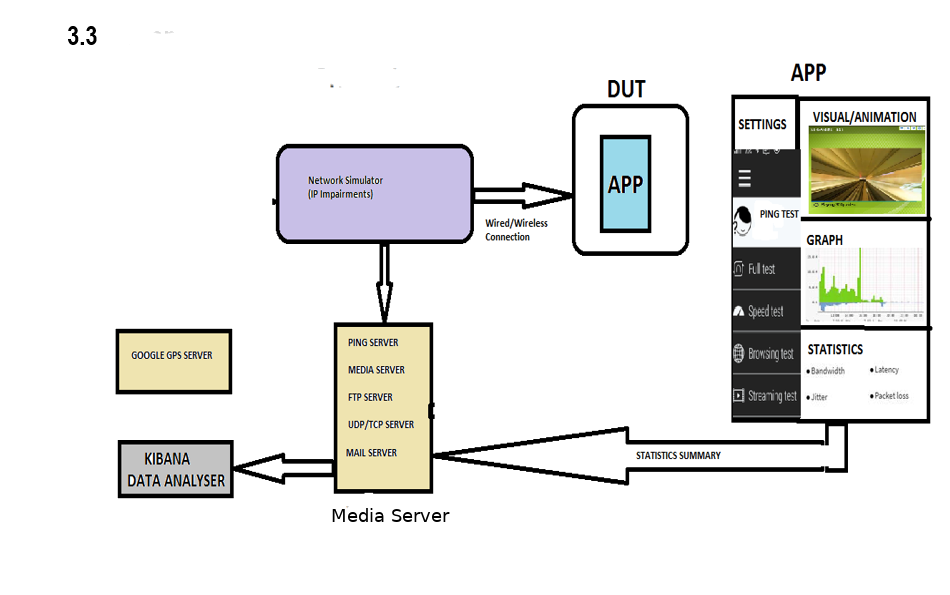 3.3
APP
DUT
SETTINGS
VISUAL/ANIMATION
Network Simulator
(IP Impairments)
APP
PING TEST
Wired/Wireless
Connection
GRAPH
Full test
Speed test
PING SERVER
MEDIA SERVER
FTP SERVER
UDP/TCP SERVER
MAIL SERVER
GOOGLE GPS SERVER
STATISTICS
Browsing test
Bandwidth
Latency
Streaming test
Jitter
Packet loss
KIBANA
DATA ANALYSER
STATISTICS SUMMARY
Media Server